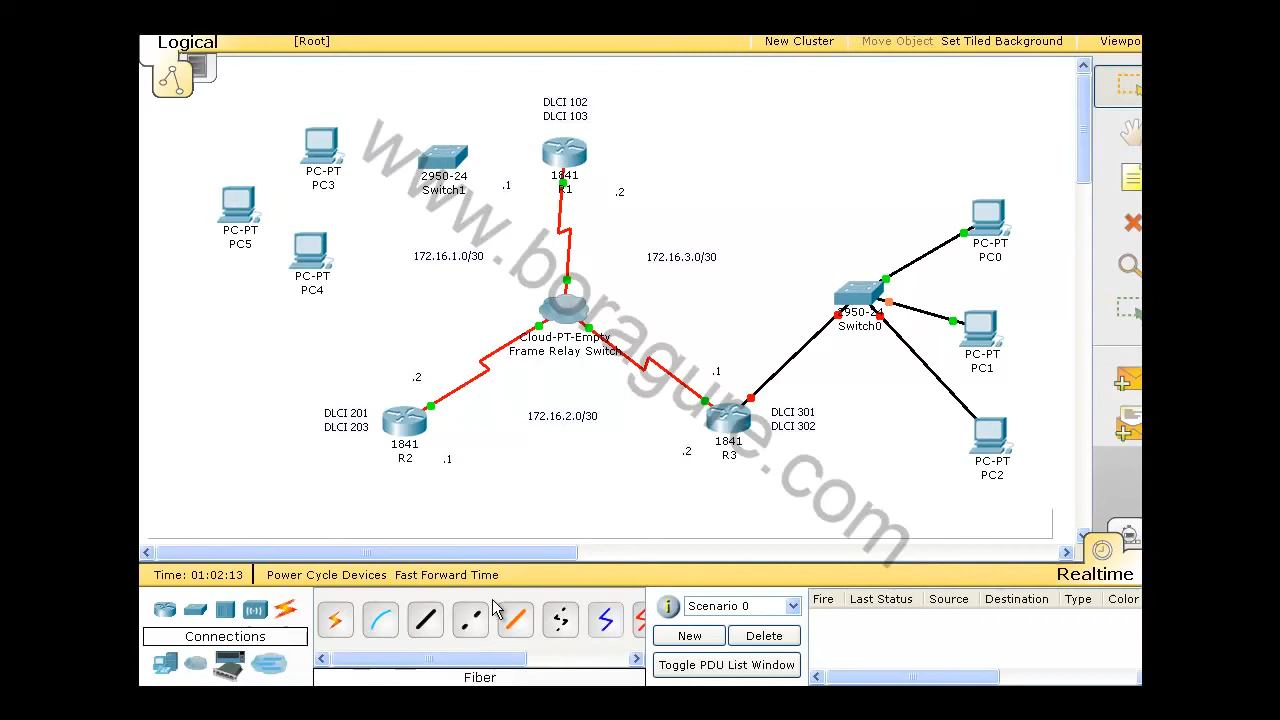 Logical
[Root]
New Cluster
Move Object
Set Tiled Background
Viewpo
DLCI 102
DLCI 103
1841
R1
PC-PT
PC3
2950-24
Switch1
.1
.2
PC-PT
PC5
PC-PT
PC4
172.16.1.0/30
172.16.3.0/30
PC-PT
PC0
2950-24
Switch0
PC-PT
PC1
Cloud-PT-Empty
Frame Relay Switch
.2
.1
DLCI 201
DLCI 203
172.16.2.0/30
DLCI 301
DLCI 302
1841
R2
.1
1841
R3
.2
PC-PT
PC2
www.boragure.com
Time: 01:02:13
Power Cycle Devices
Fast Forward Time
Realtime
Connections
Fiber
Scenario 0
New
Delete
Toggle PDU List Window
Fire
Last Status
Source
Destination
Type
Color